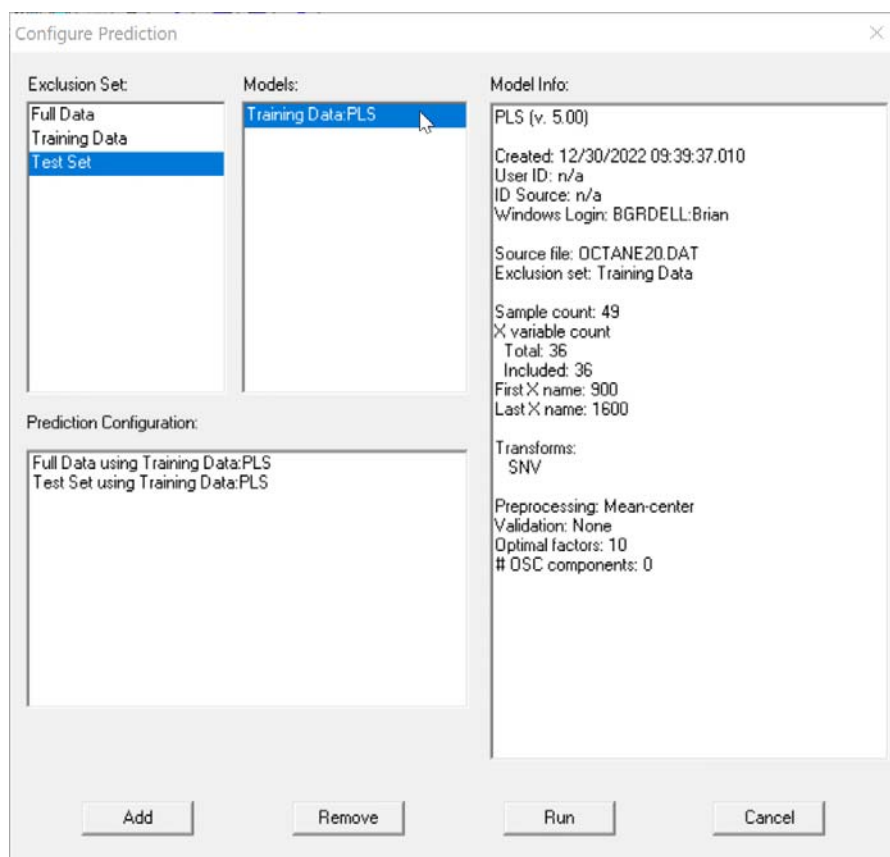 Configure Prediction
Exclusion Set:
Full Data
Training Data
Test Set
Models:
Training Data:PLS
Model Info:
PLS (v. 5.00)
Created: 12/30/2022 09:39:37.010
User ID: n/a
ID Source: n/a
Windows Login: BGRDELL:Brian
Source file: OCTANE20.DAT
Exclusion set: Training Data
Sample count: 49
X variable count
Total: 36
Included: 36
First X name: 900
Last X name: 1600
Transforms:
SNV
Preprocessing: Mean-center
Validation: None
Optimal factors: 10
# OSC components: 0
Prediction Configuration:
Full Data using Training Data:PLS
Test Set using Training Data:PLS
Add
Remove
Run
Cancel